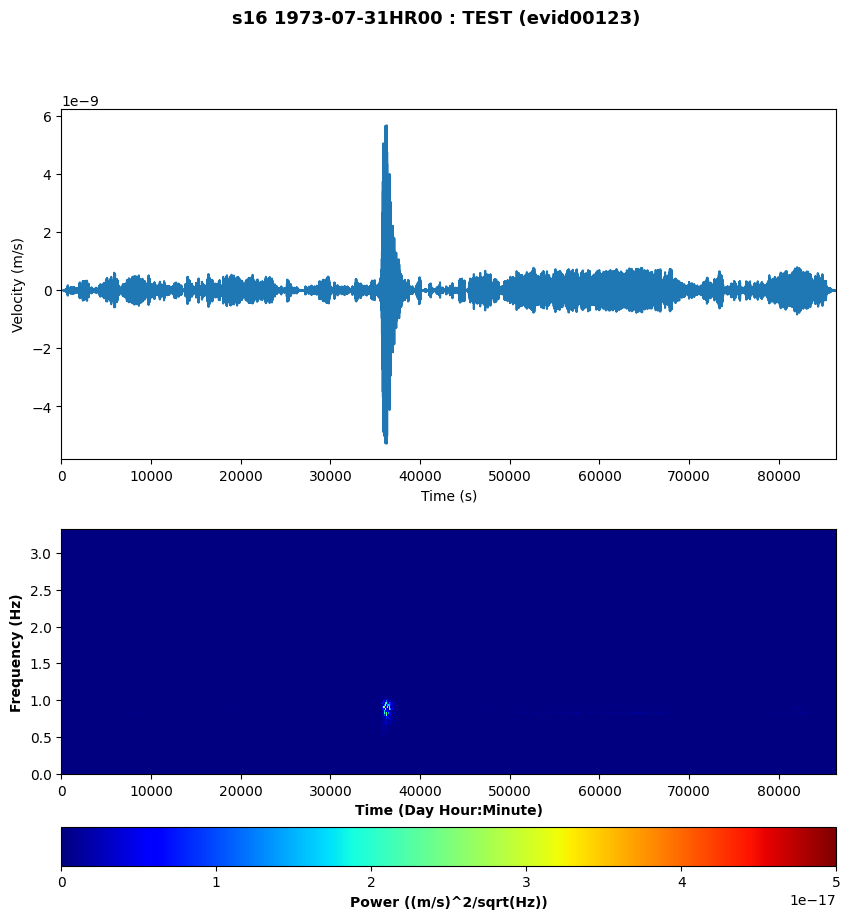 s16 1973-07-31HR00 : TEST (evid00123)
1e−9
6
4
2
0
−2
−4
Velocity (m/s)
0 10000 20000 30000 40000 50000 60000 70000 80000
Time (s)
3.0
2.5
2.0
1.5
1.0
0.5
0.0
Frequency (Hz)
0 10000 20000 30000 40000 50000 60000 70000 80000
Time (Day Hour:Minute)
0 1 2 3 4 5
1e−17
Power ((m/s)^2/sqrt(Hz))